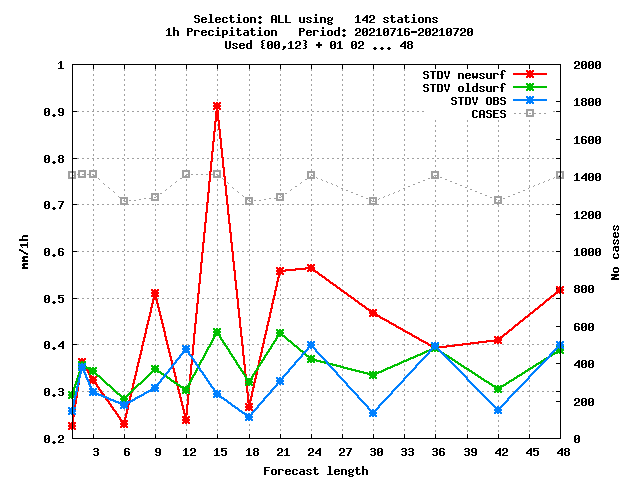 Selection: ALL using   142 stations
1h Precipitation   Period: 20210716-20210720
Used {00,12} + 01 02 ... 48
STDV newsurf
STDV oldsurf
STDV OBS
CASES
1
0.9
0.8
0.7
0.6
0.5
0.4
0.3
0.2
mm/1h
2000
1800
1600
1400
1200
1000
800
600
400
200
0
No cases
3 6 9 12 15 18 21 24 27 30 33 36 39 42 45 48
Forecast length